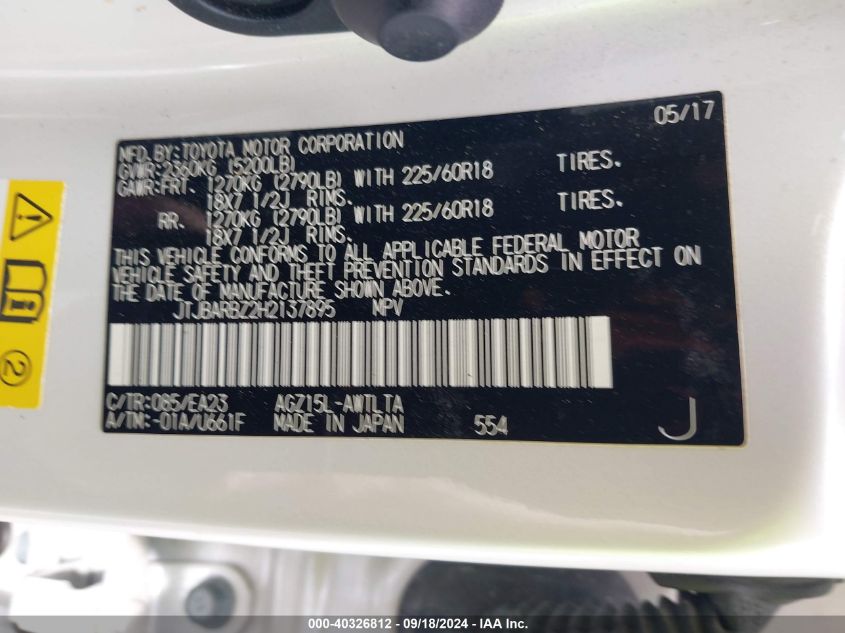 05/17
MFD.BY:TOYOTA MOTOR CORPORATION
GVWR:2360KG (5200LB)
GAWR:FRT. 1270KG (2790LB) WITH 225/60R18 TIRES.
18X7 1/2J RIMS.
RR. 1270KG (2790LB) WITH 225/60R18 TIRES.
18X7 1/2J RIMS.
THIS VEHICLE CONFORMS TO ALL APPLICABLE FEDERAL MOTOR
VEHICLE SAFETY AND THEFT PREVENTION STANDARDS IN EFFECT ON
THE DATE OF MANUFACTURE SHOWN ABOVE.
JTJBARBZ2H2137895 MPV
C/TR:085/EA23 AGZ15L-AWTLTA
A/TM:-01A/U661F MADE IN JAPAN 554 J
2
000-40326812 - 09/18/2024 - IAA Inc.